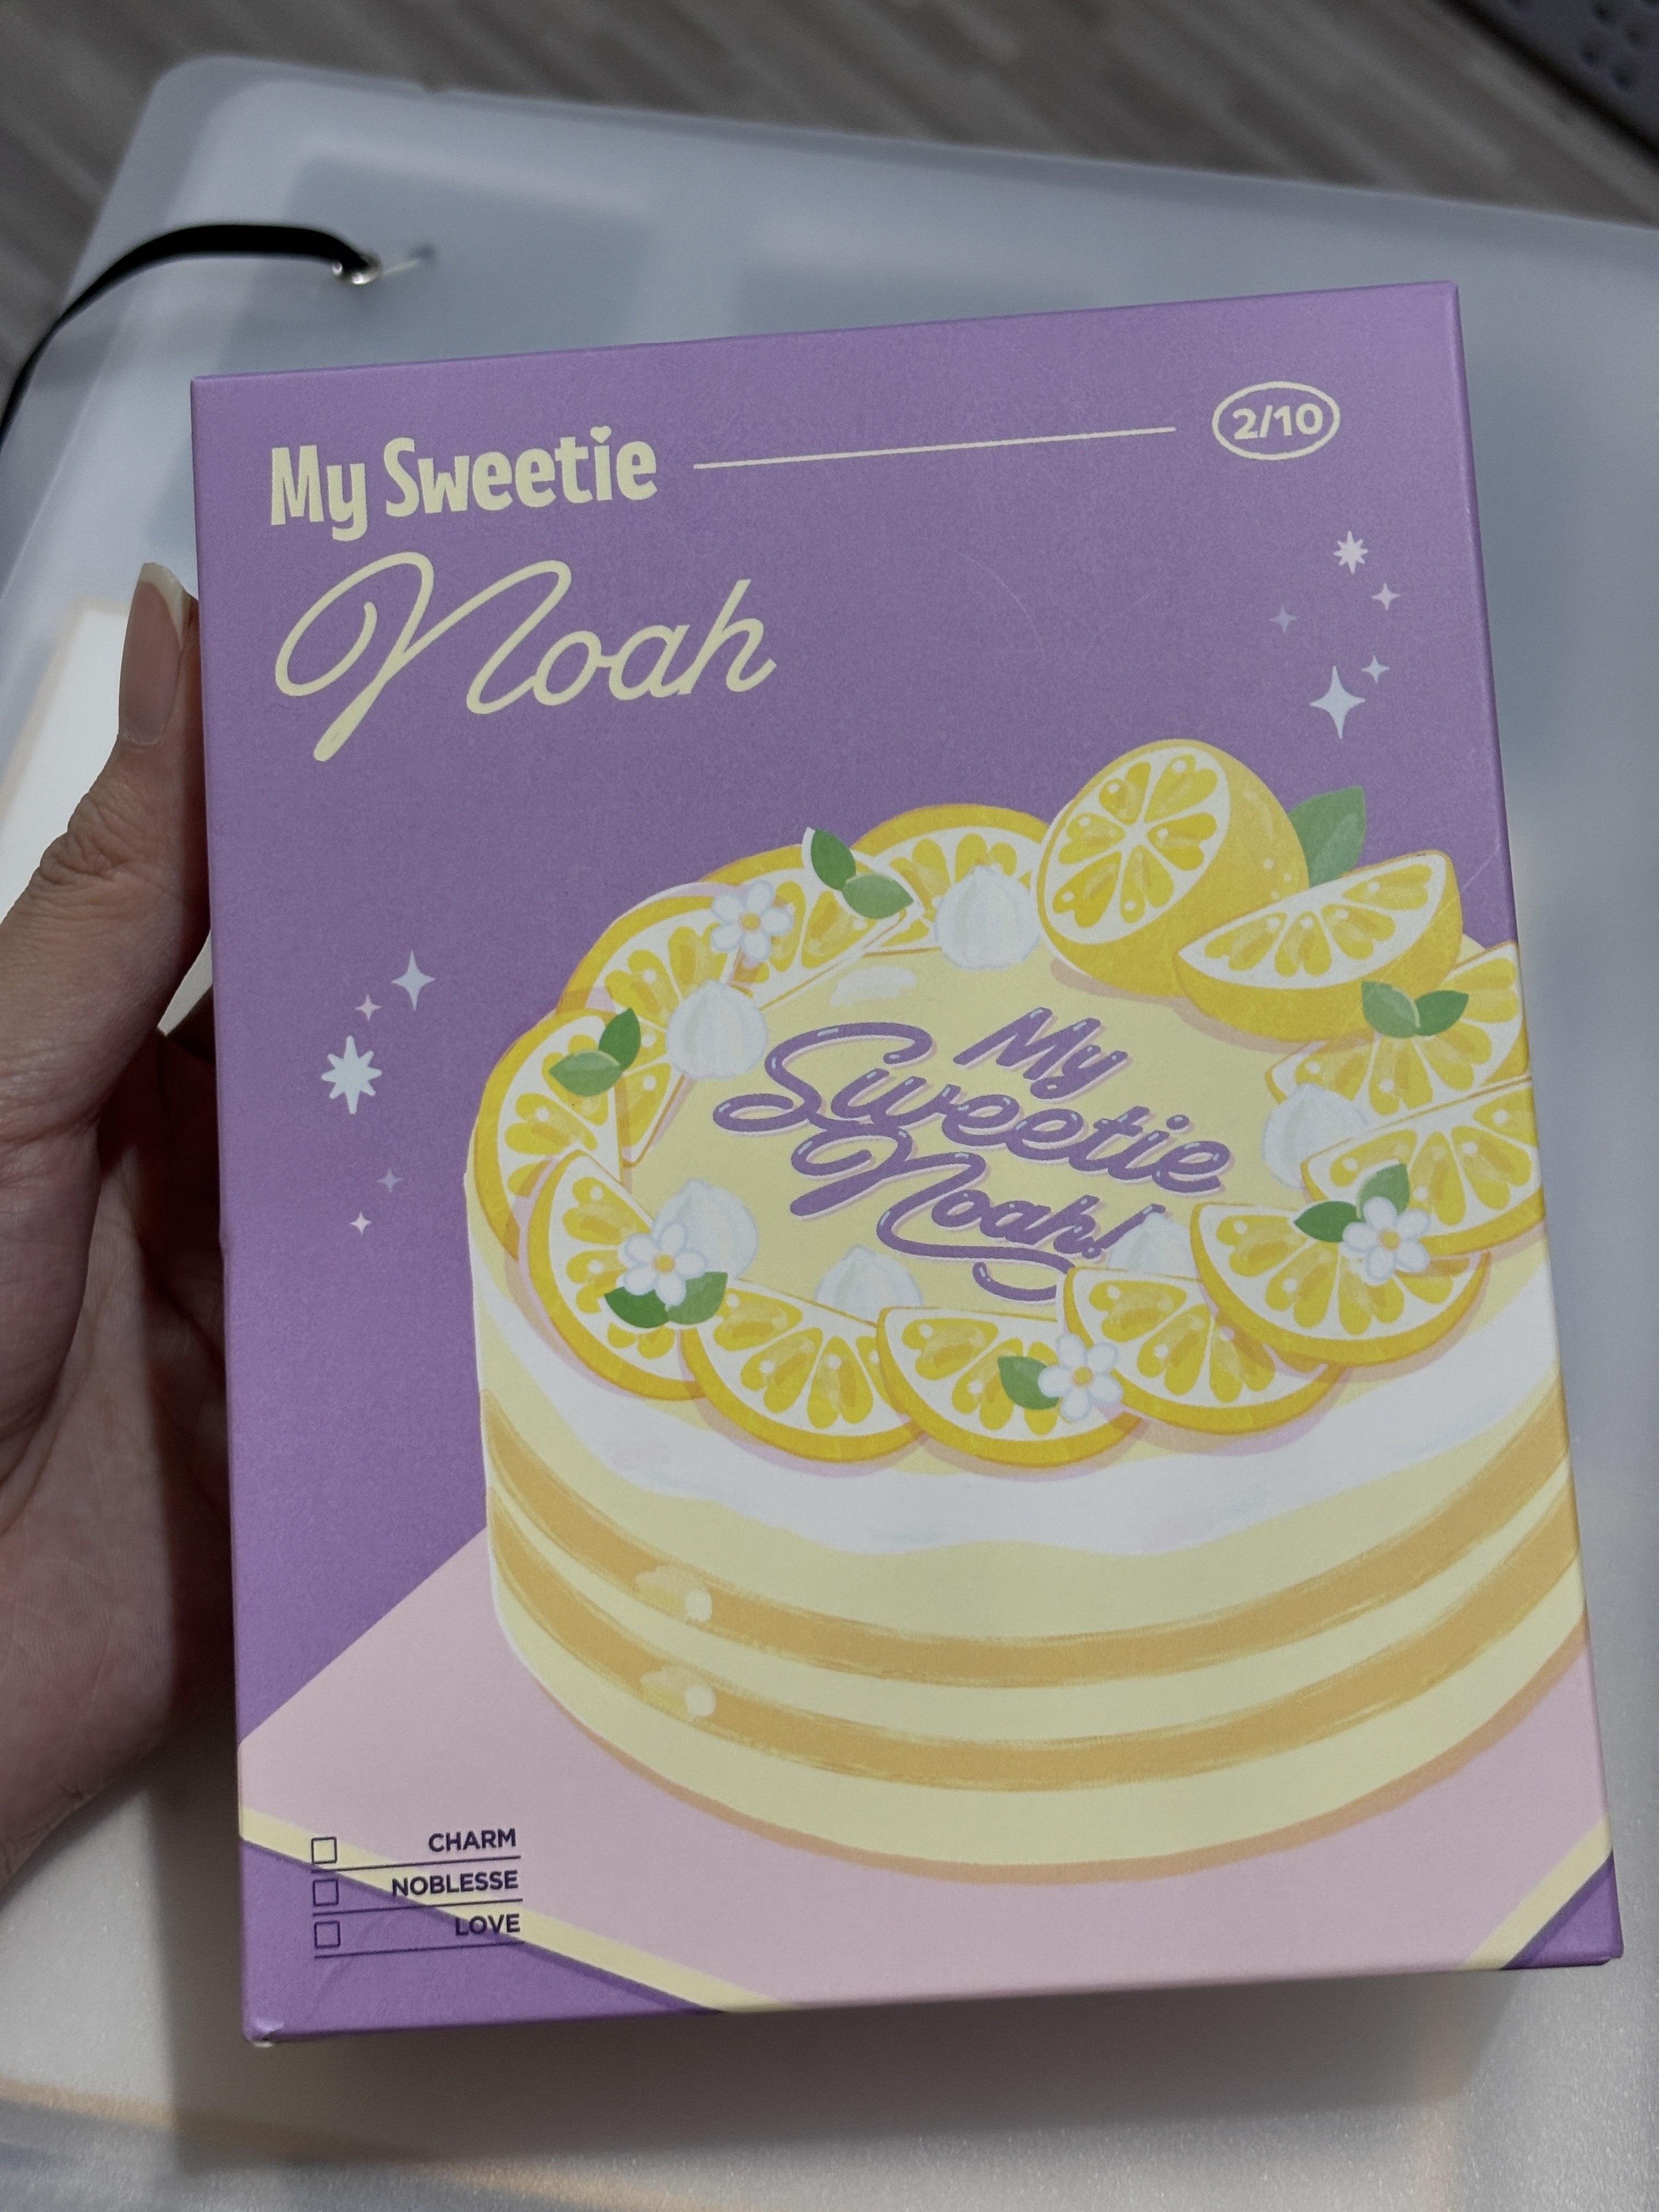 My Sweetie
2/10
Noah
My
Sweetie
Noah!
CHARM
NOBLESSE
LOVE